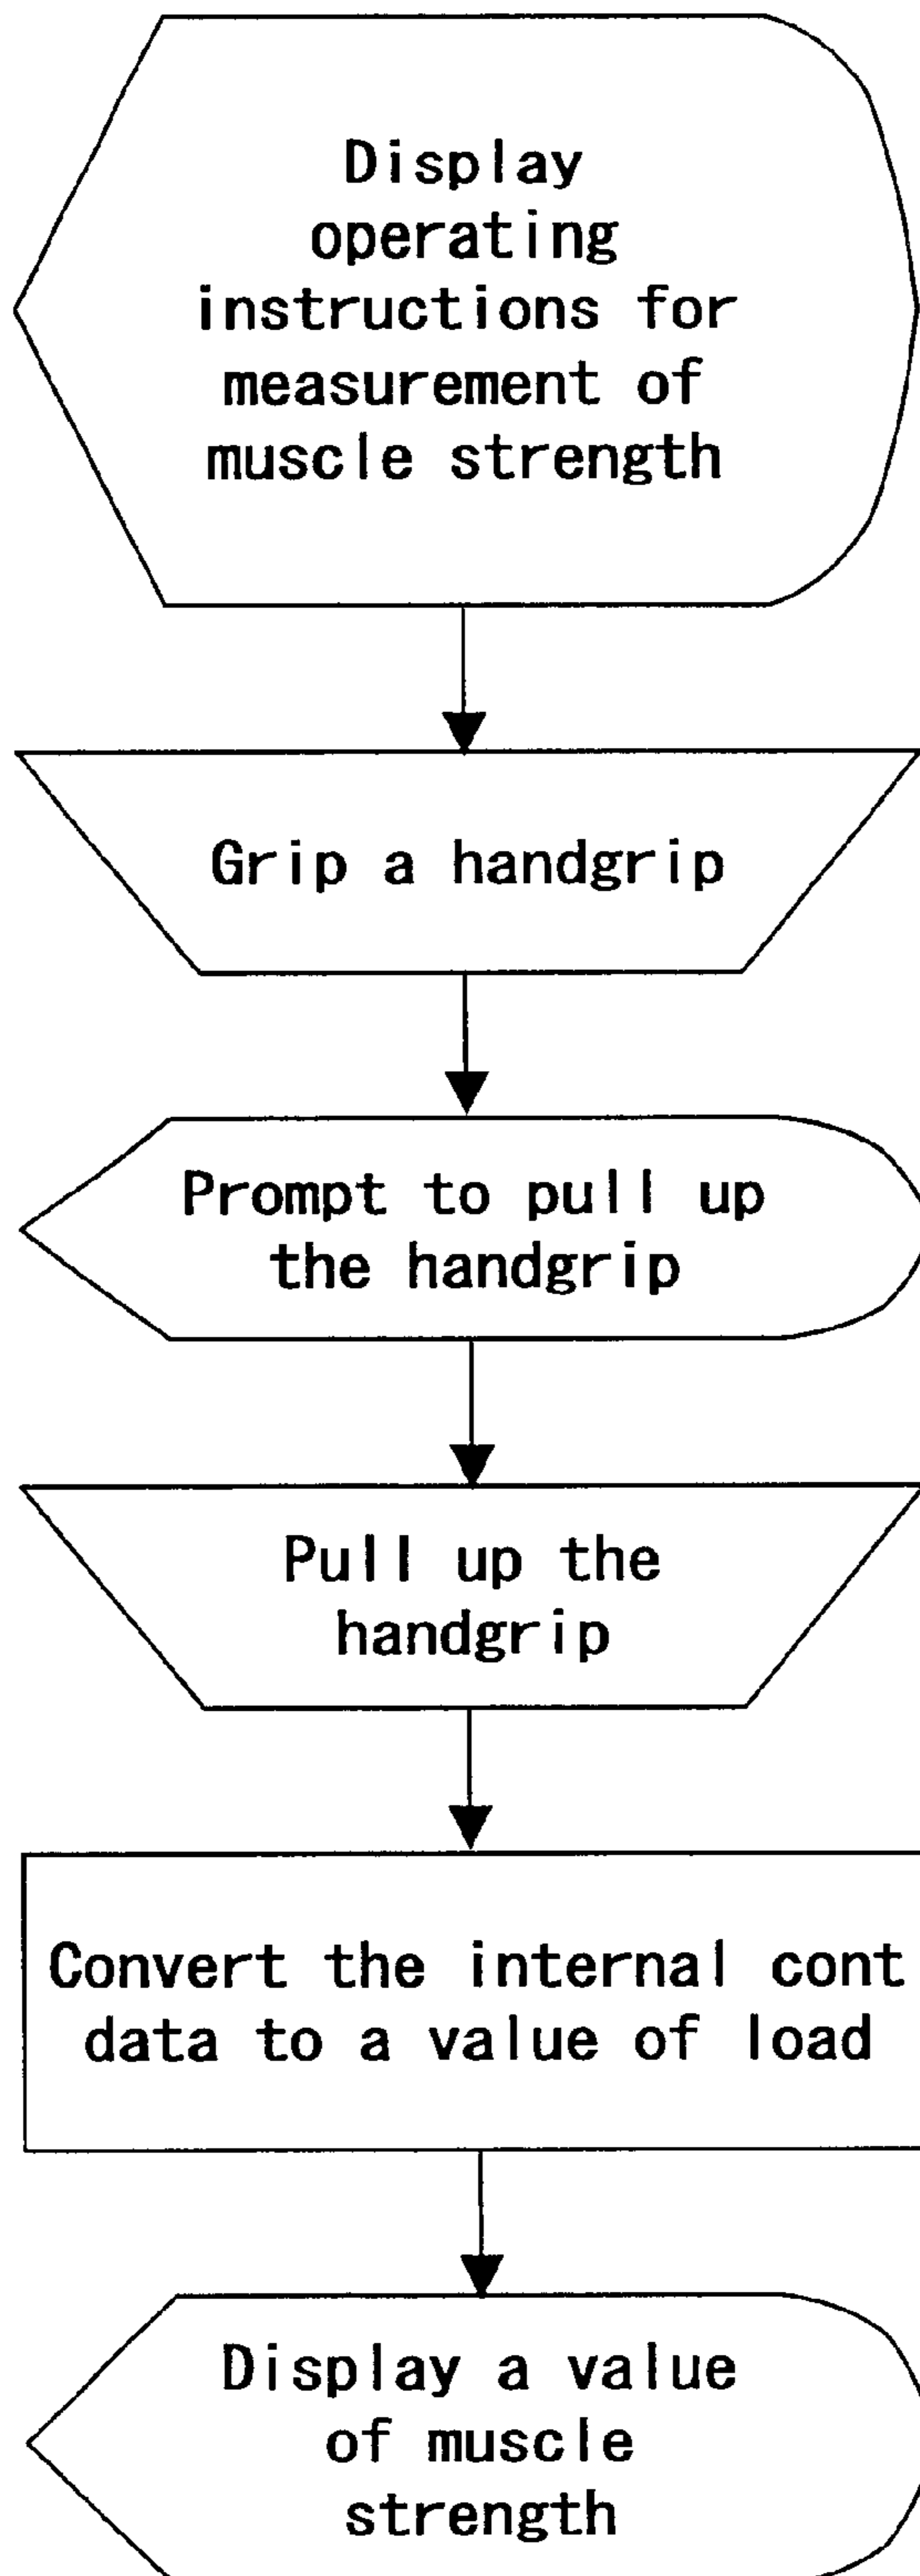 Display
operating
instructions for
measurement of
muscle strength
Grip a handgrip
Prompt to pull up
the handgrip
Pull up the
handgrip
Convert the internal cont
data to a value of load
Display a value
of muscle
strength